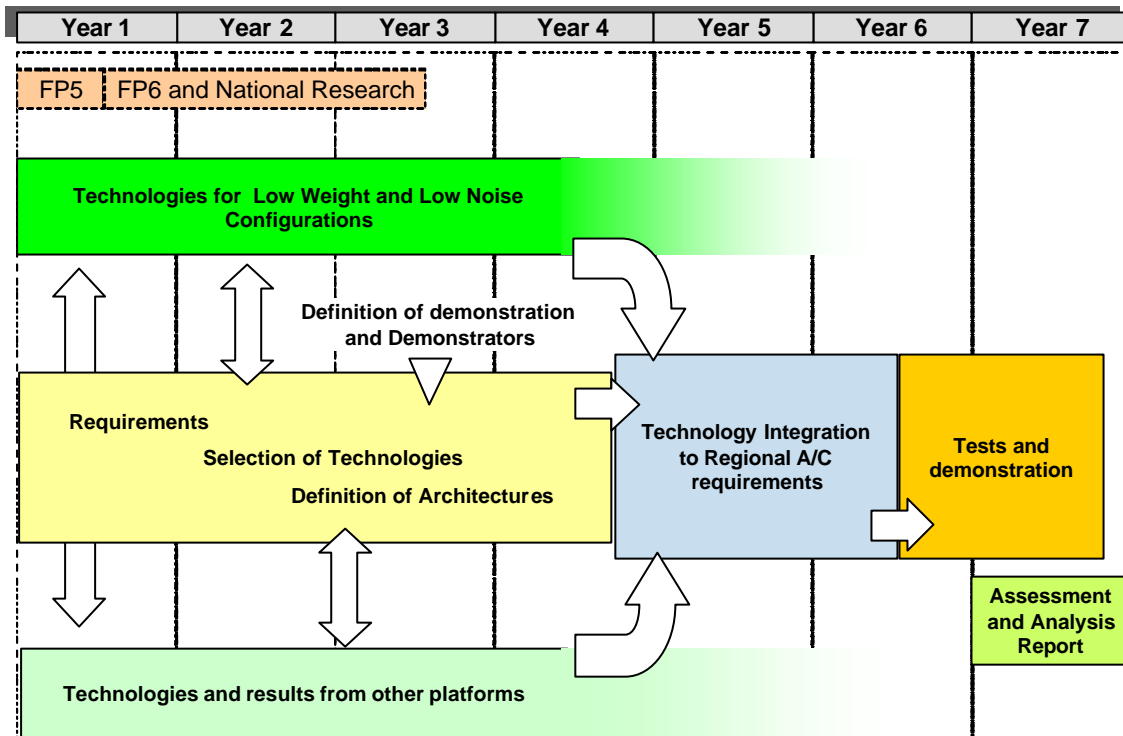 Year 1 Year 2 Year 3 Year 4 Year 5 Year 6 Year 7
FP5 FP6 and National Research
Technologies for Low Weight and Low Noise
Configurations
Definition of demonstration
and Demonstrators
Requirements
Selection of Technologies
Definition of Architectures
Technology Integration
to Regional A/C
requirements
Tests and
demonstration
Assessment
and Analysis
Report
Technologies and results from other platforms